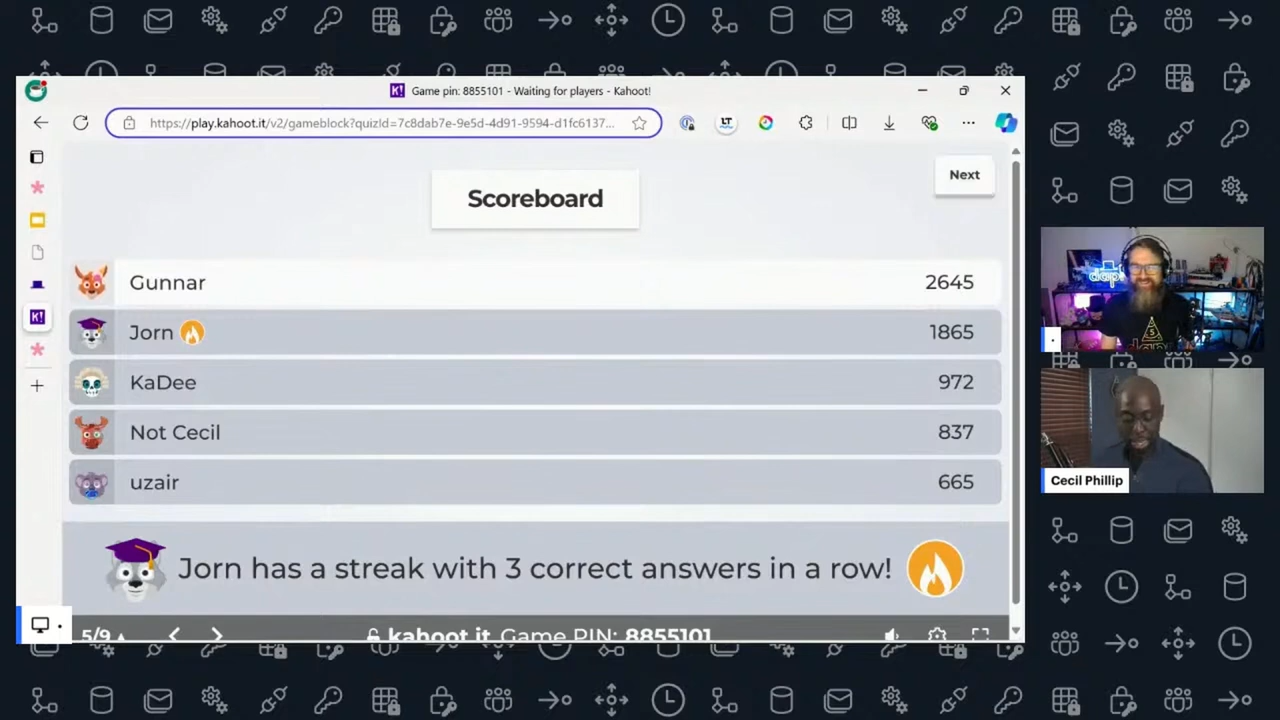 K! Game pin: 8855101 - Waiting for players - Kahoot!
https://play.kahoot.it/v2/gameblock?quizId=7c8dab7e-9e5d-4d91-9594-d1fc6137...
LT
Scoreboard
Next
Gunnar 2645
Jorn 1865
KaDee 972
Not Cecil 837
uzair 665
K!
Jorn has a streak with 3 correct answers in a row!
5/9
kahoot.it Game PIN: 8855101
dapr
Cecil Phillip